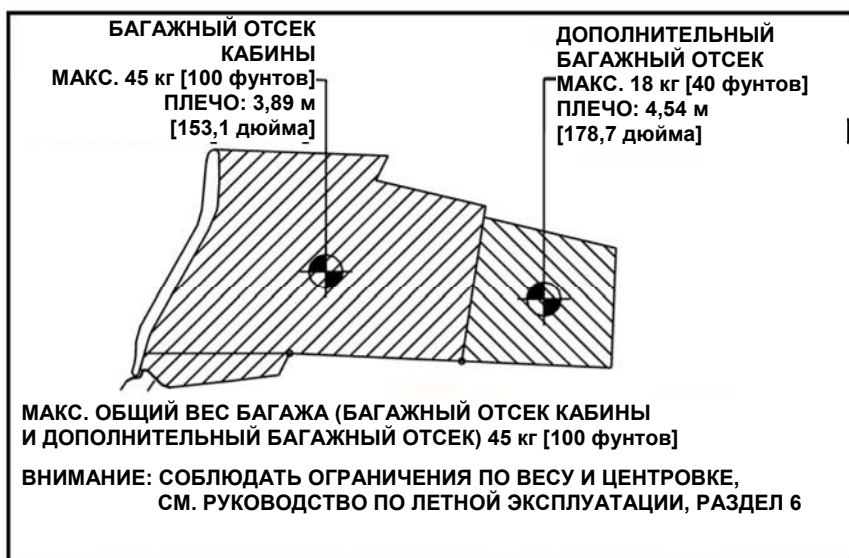 БАГАЖНЫЙ ОТСЕК
КАБИНЫ
МАКС. 45 кг [100 фунтов]
ПЛЕЧО: 3,89 м
[153,1 дюйма]
ДОПОЛНИТЕЛЬНЫЙ
БАГАЖНЫЙ ОТСЕК
МАКС. 18 кг [40 фунтов]
ПЛЕЧО: 4,54 м
[178,7 дюйма]
МАКС. ОБЩИЙ ВЕС БАГАЖА (БАГАЖНЫЙ ОТСЕК КАБИНЫ
И ДОПОЛНИТЕЛЬНЫЙ БАГАЖНЫЙ ОТСЕК) 45 кг [100 фунтов]
ВНИМАНИЕ: СОБЛЮДАТЬ ОГРАНИЧЕНИЯ ПО ВЕСУ И ЦЕНТРОВКЕ,
СМ. РУКОВОДСТВО ПО ЛЕТНОЙ ЭКСПЛУАТАЦИИ, РАЗДЕЛ 6